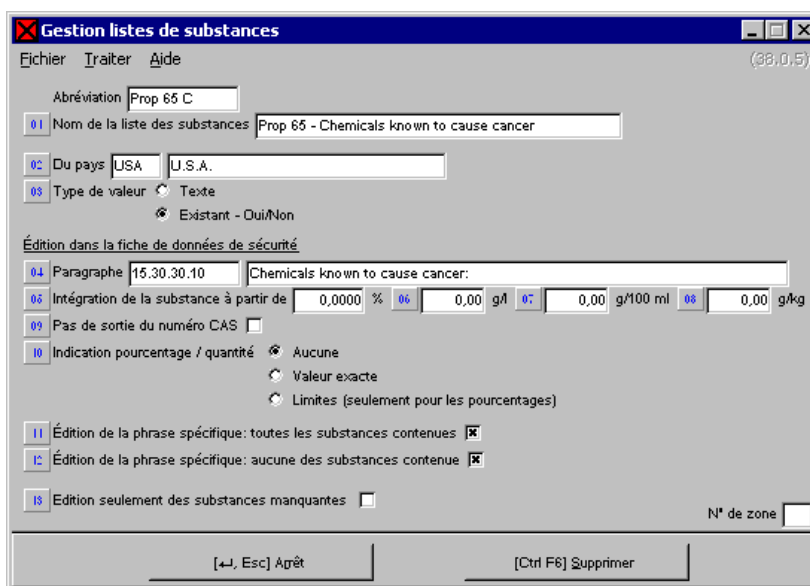 Gestion listes de substances
Fichier Traiter Aide (38.0.5)
Abréviation Prop 65 C
01 Nom de la liste des substances Prop 65 - Chemicals known to cause cancer
02 Du pays USA U.S.A.
03 Type de valeur Texte
Existant - Oui/Non
Édition dans la fiche de données de sécurité
04 Paragraphe 15.30.30.10 Chemicals known to cause cancer:
05 Intégration de la substance à partir de 0,0000 % 06 0,00 g/l 07 0,00 g/100 ml 08 0,00 g/kg
09 Pas de sortie du numéro CAS
10 Indication pourcentage / quantité Aucune
Valeur exacte
Limites (seulement pour les pourcentages)
11 Édition de la phrase spécifique: toutes les substances contenues
12 Édition de la phrase spécifique: aucune des substances contenue
13 Edition seulement des substances manquantes
N° de zone
[↵, Esc] Arrêt [Ctrl F6] Supprimer